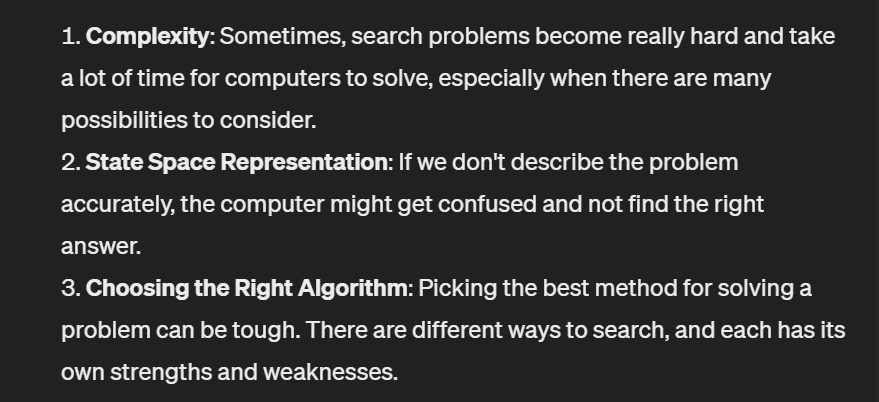 1. Complexity: Sometimes, search problems become really hard and take
a lot of time for computers to solve, especially when there are many
possibilities to consider.
2. State Space Representation: If we don't describe the problem
accurately, the computer might get confused and not find the right
answer.
3. Choosing the Right Algorithm: Picking the best method for solving a
problem can be tough. There are different ways to search, and each has its
own strengths and weaknesses.